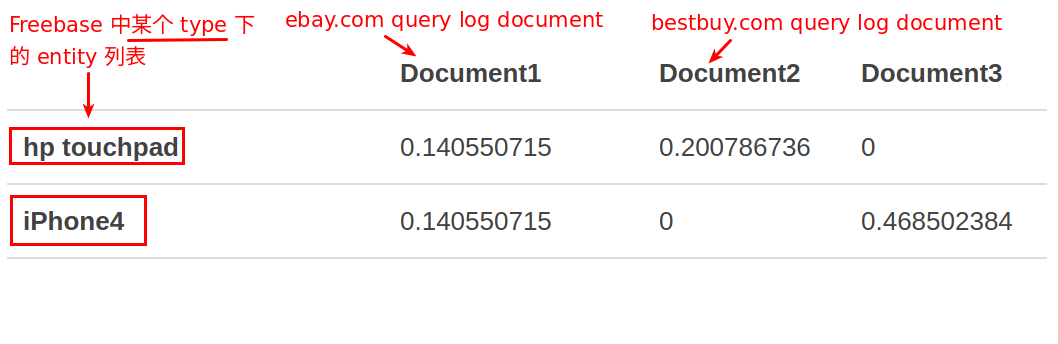 Freebase 中某个 type 下
的 entity 列表
ebay.com query log document
bestbuy.com query log document
Document1 Document2 Document3
hp touchpad 0.140550715 0.200786736 0
iPhone4 0.140550715 0 0.468502384